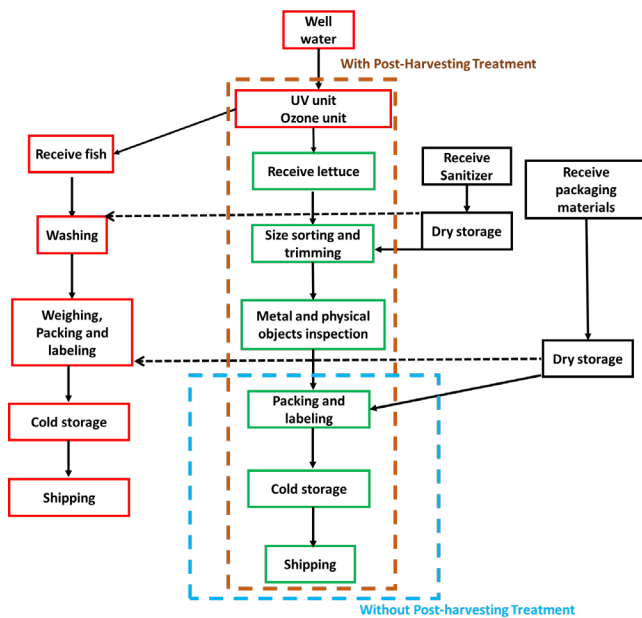 Well
water
With Post-Harvesting Treatment
UV unit
Ozone unit
Receive fish
Receive lettuce
Receive
Sanitizer
Receive
packaging
materials
Washing
Size sorting and
trimming
Dry storage
Weighing,
Packing and
labeling
Metal and physical
objects inspection
Dry storage
Cold storage
Packing and
labeling
Shipping
Cold storage
Shipping
Without Post-harvesting Treatment